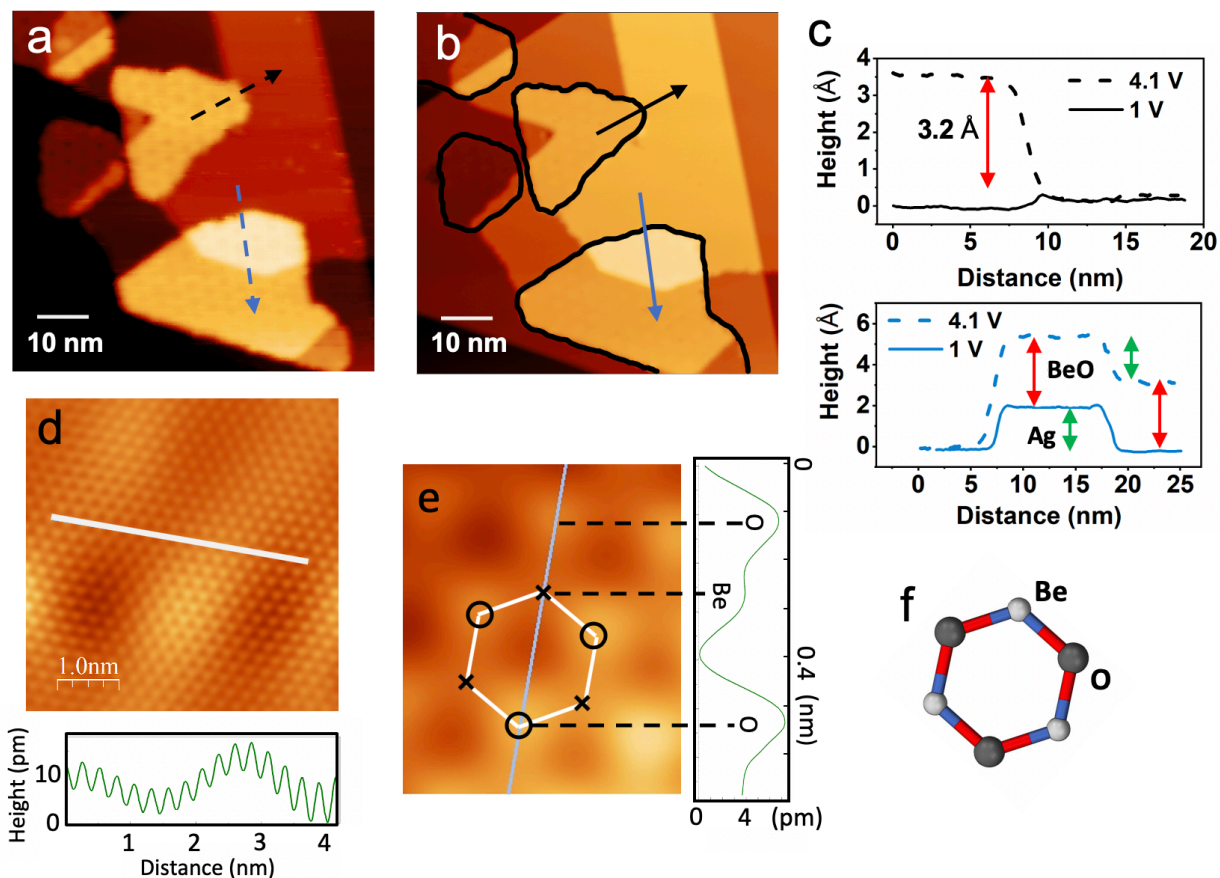 a
10 nm
b
10 nm
c
Height (Å)
4
3
2
1
0
4.1 V
1 V
3.2 Å
0
5
10
15
20
Distance (nm)
Height (Å)
6
4
2
0
4.1 V
1 V
BeO
Ag
0
5
10
15
20
25
Distance (nm)
d
1.0nm
Height (pm)
10
0
1
2
3
4
Distance (nm)
e
0
O
Be
0.4
(nm)
O
0
4
(pm)
f
Be
O